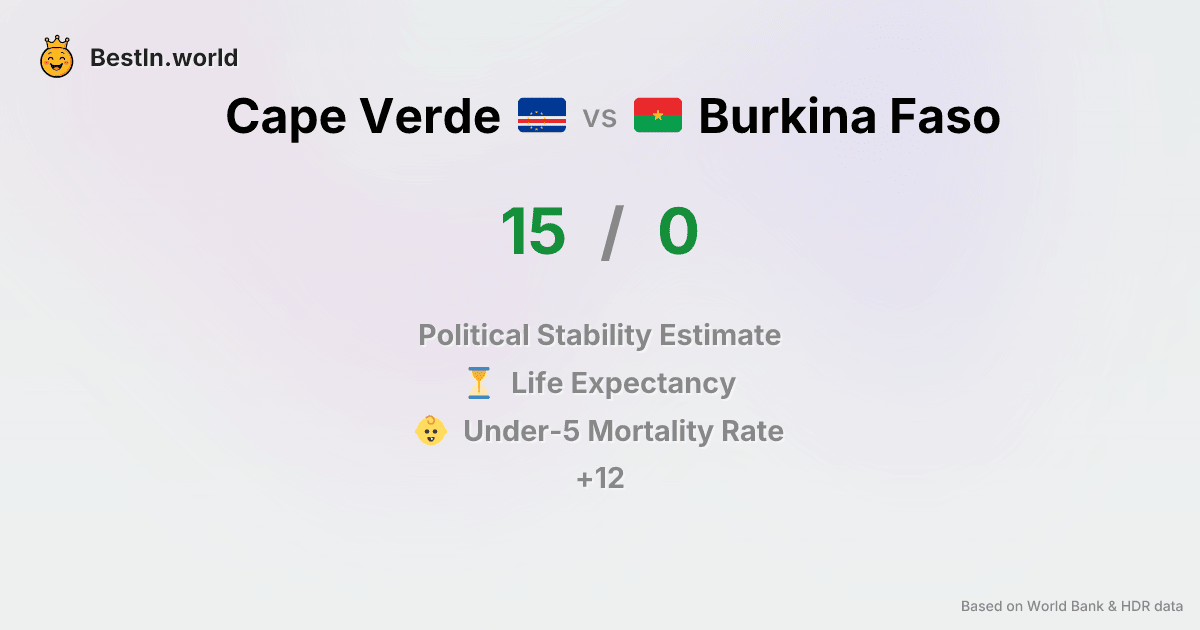 BestIn.world
Cape Verde vs Burkina Faso
15 / 0
Political Stability Estimate
Life Expectancy
Under-5 Mortality Rate
+12
Based on World Bank & HDR data